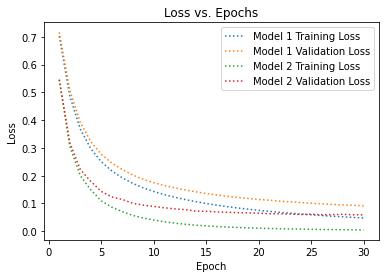 Loss vs. Epochs
Model 1 Training Loss
Model 1 Validation Loss
Model 2 Training Loss
Model 2 Validation Loss
Loss
0.7
0.6
0.5
0.4
0.3
0.2
0.1
0.0
0 5 10 15 20 25 30
Epoch